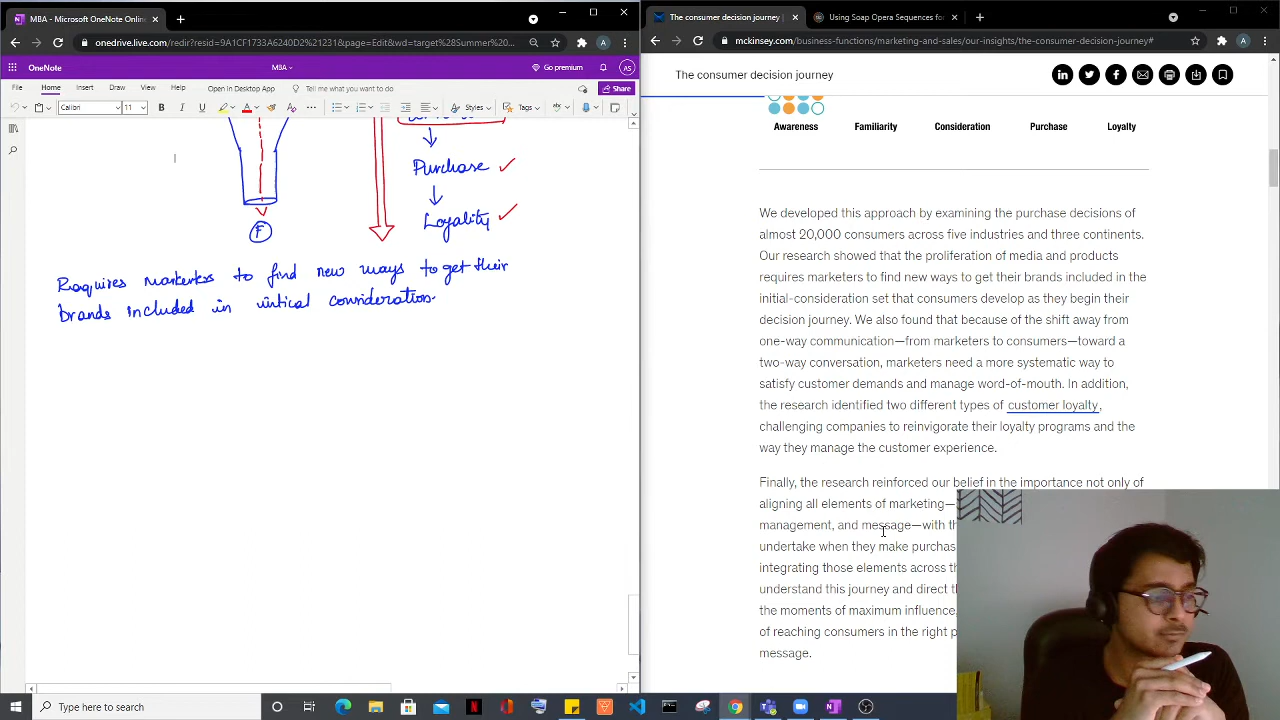 MBA - OneNote Online
The consumer decision journey
Using Soap Opera Sequences for
onedrive.live.com/redir?resid=9A1CF1733A6240D2%21231&page=Edit&wd=target%28Summer%20...
mckinsey.com/business-functions/marketing-and-sales/our-insights/the-consumer-decision-journey#
OneNote
MBA
Go premium
AS
The consumer decision journey
File Home Insert Draw View Help Open in Desktop App Tell me what you want to do Share
Calibri 11 B I U A Styles Tags
Awareness Familiarity Consideration Purchase Loyalty
Purchase
Loyality
F
Requires marketers to find new ways to get their
brands included in
consideration.
We developed this approach by examining the purchase decisions of
almost 20,000 consumers across five industries and three continents.
Our research showed that the proliferation of media and products
requires marketers to find new ways to get their brands included in the
initial-consideration set that consumers develop as they begin their
decision journey. We also found that because of the shift away from
one-way communication—from marketers to consumers—toward a
two-way conversation, marketers need a more systematic way to
satisfy customer demands and manage word-of-mouth. In addition,
the research identified two different types of customer loyalty,
challenging companies to reinvigorate their loyalty programs and the
way they manage the customer experience.
Finally, the research reinforced our belief in the importance not only of
aligning all elements of marketing—
management, and message—with th
undertake when they make purchas
integrating those elements across th
understand this journey and direct th
the moments of maximum influence,
of reaching consumers in the right p
message.
Type here to search